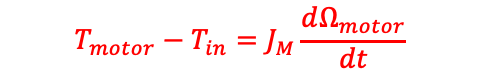 T_motor − T_in = J_M dΩ_motor/dt